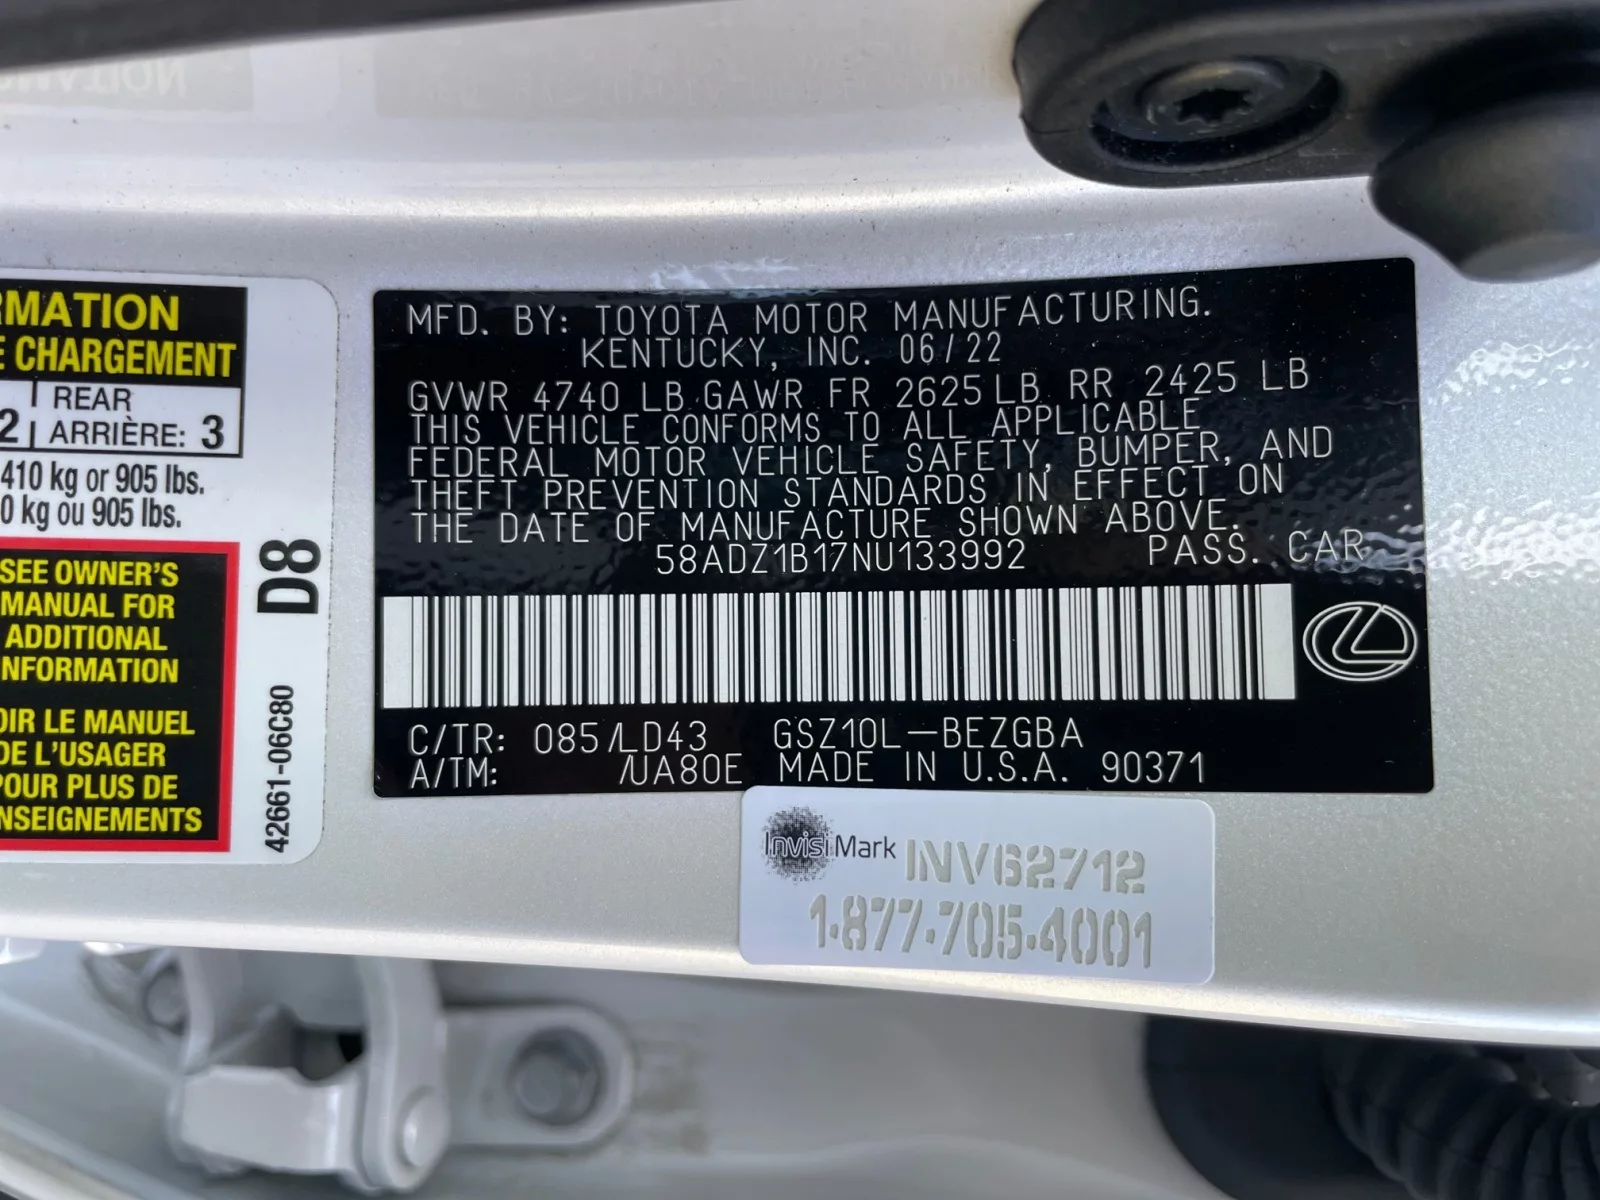 RMATION
E CHARGEMENT
2 REAR
ARRIÈRE: 3
410 kg or 905 lbs.
0 kg ou 905 lbs.
SEE OWNER'S
MANUAL FOR
ADDITIONAL
NFORMATION
OIR LE MANUEL
DE L'USAGER
POUR PLUS DE
NSEIGNEMENTS
D8
42661-06C80
MFD. BY: TOYOTA MOTOR MANUFACTURING.
KENTUCKY, INC. 06/22
GVWR 4740 LB GAWR FR 2625 LB RR 2425 LB
THIS VEHICLE CONFORMS TO ALL APPLICABLE
FEDERAL MOTOR VEHICLE SAFETY, BUMPER, AND
THEFT PREVENTION STANDARDS IN EFFECT ON
THE DATE OF MANUFACTURE SHOWN ABOVE.
58ADZ1B17NU133992 PASS. CAR
C/TR: 085/LD43 GSZ10L-BEZGBA
A/TM: /UA80E MADE IN U.S.A. 90371
InvisiMark INV62712
1·877·705·4001